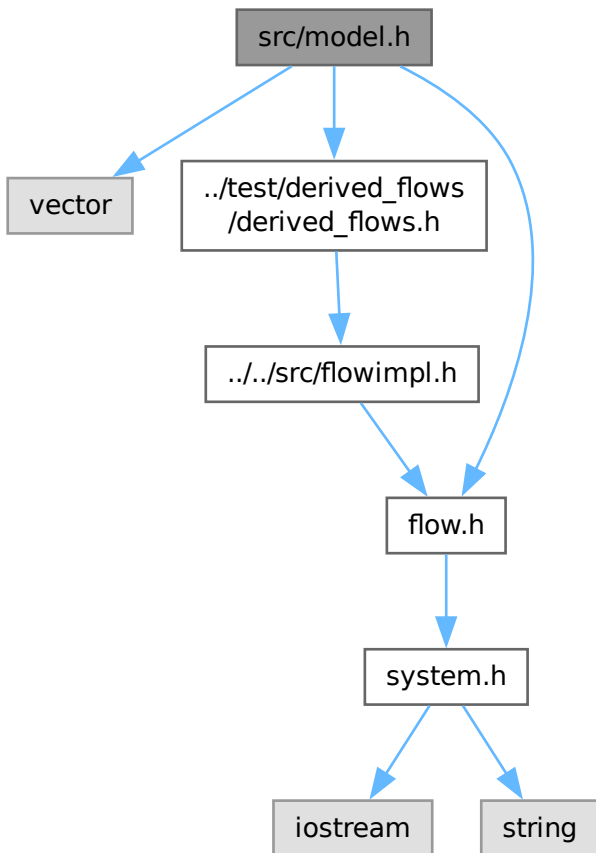 src/model.h
vector
../test/derived_flows
/derived_flows.h
../../src/flowimpl.h
flow.h
system.h
iostream
string